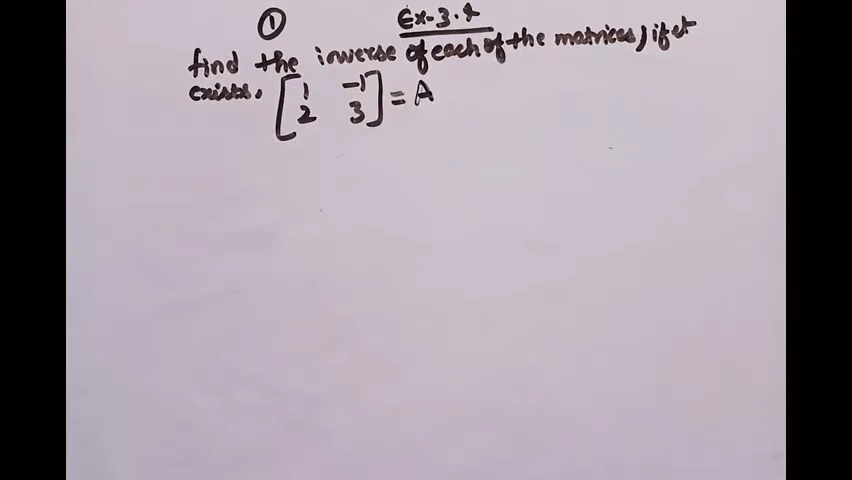 ①
Ex-3.4
find the inverse of each of the matrices, if it
exists. [1 -1
2 3] = A